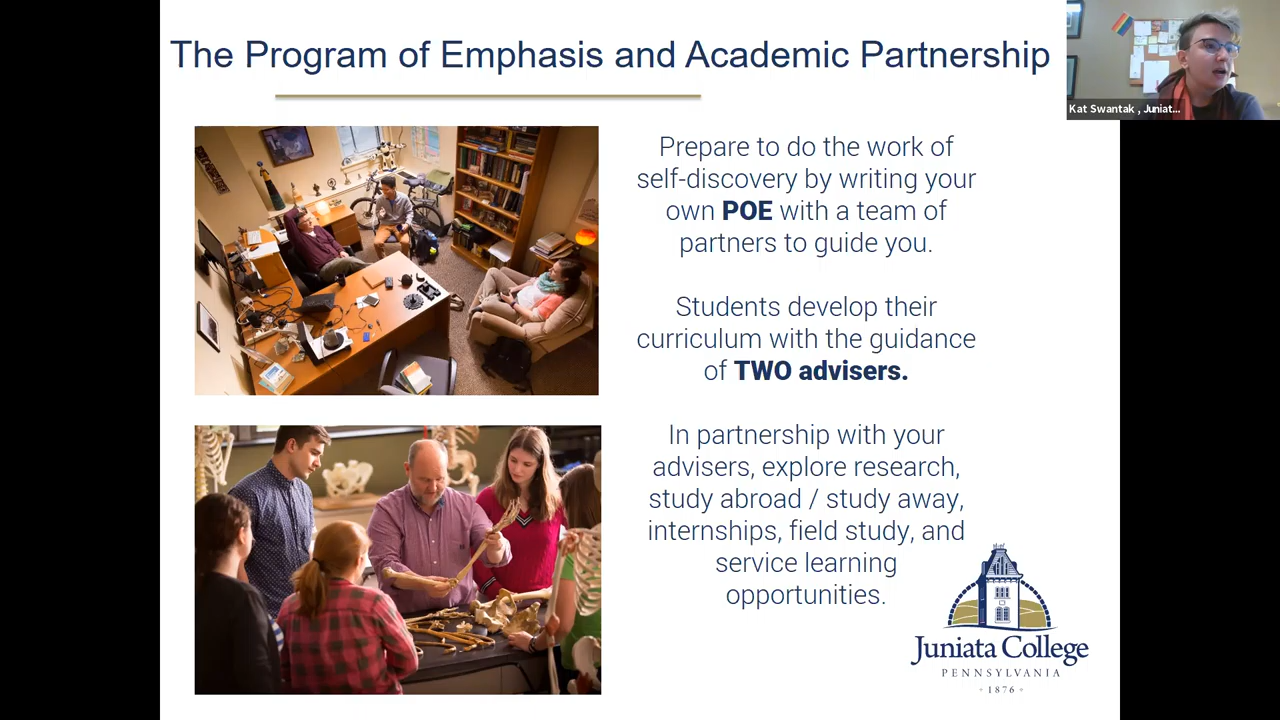 The Program of Emphasis and Academic Partnership
Kat Swantak , Juniat...
Prepare to do the work of
self-discovery by writing your
own POE with a team of
partners to guide you.
Students develop their
curriculum with the guidance
of TWO advisers.
In partnership with your
advisers, explore research,
study abroad / study away,
internships, field study, and
service learning
opportunities.
Juniata College
PENNSYLVANIA
• 1876 •